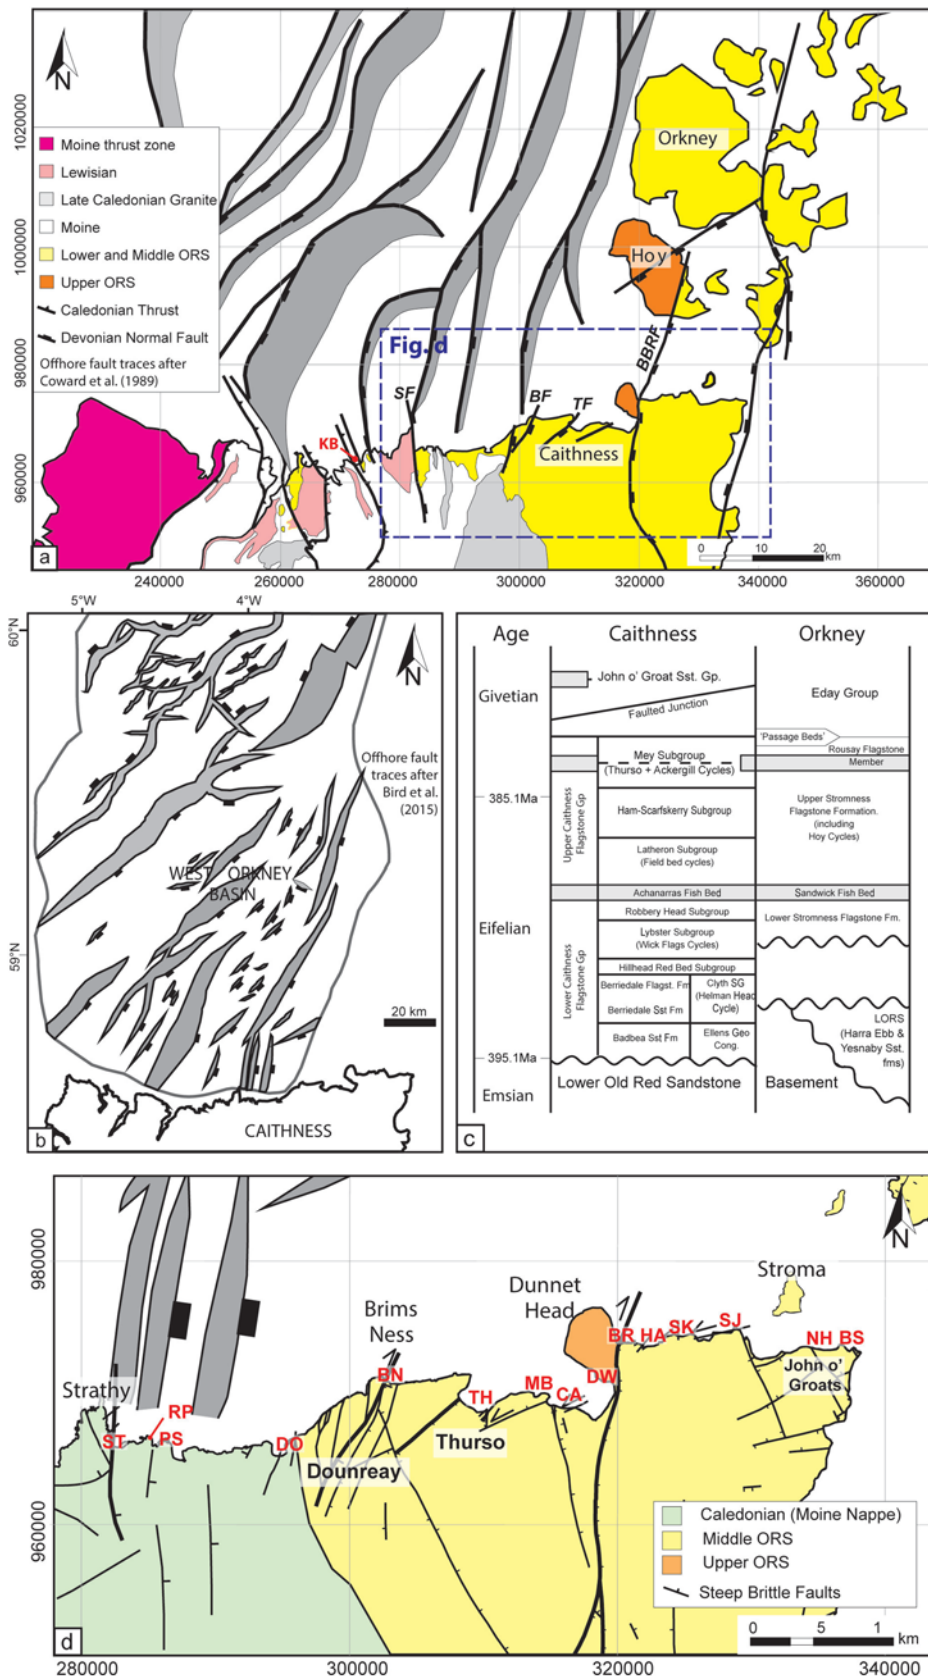 N
Moine thrust zone
Lewisian
Late Caledonian Granite
Moine
Lower and Middle ORS
Upper ORS
Caledonian Thrust
Devonian Normal Fault
Offhore fault traces after
Coward et al. (1989)
Orkney
Hoy
Fig. d
BBRF
SF
BF
TF
KB
Caithness
1020000
1000000
980000
960000
a
0 10 20
km
240000 260000 280000 300000 320000 340000 360000
5°W 4°W
60°N
59°N
N
Offhore fault
traces after
Bird et al.
(2015)
WEST ORKNEY
BASIN
20 km
CAITHNESS
b
Age Caithness Orkney
Givetian
John o' Groat Sst. Gp.
Faulted Junction
Eday Group
'Passage Beds'
Rousay Flagstone
Member
Mey Subgroup
(Thurso + Ackergill Cycles)
385.1Ma
Upper Caithness
Flagstone Gp
Ham-Scarfskerry Subgroup
Upper Stromness
Flagstone Formation.
(including
Hoy Cycles)
Latheron Subgroup
(Field bed cycles)
Achanarras Fish Bed
Sandwick Fish Bed
Eifelian
Robbery Head Subgroup
Lower Stromness Flagstone Fm.
Lybster Subgroup
(Wick Flags Cycles)
Lower Caithness
Flagstone Gp
Hillhead Red Bed Subgroup
Berriedale Flagst. Fm
Berriedale Sst Fm
Clyth SG
(Helman Head
Cycle)
Badbea Sst Fm
Ellens Geo
Cong.
LORS
(Harra Ebb &
Yesnaby Sst.
fms)
395.1Ma
Emsian
Lower Old Red Sandstone
Basement
c
N
980000
960000
Stroma
Dunnet
Head
Brims
Ness
Strathy
BR HA SK SJ
NH BS
John o'
Groats
BN
DW
MB
CA
TH
Thurso
RP
ST
PS
DO
Dounreay
Caledonian (Moine Nappe)
Middle ORS
Upper ORS
Steep Brittle Faults
0 5 1
km
d
280000 300000 320000 340000